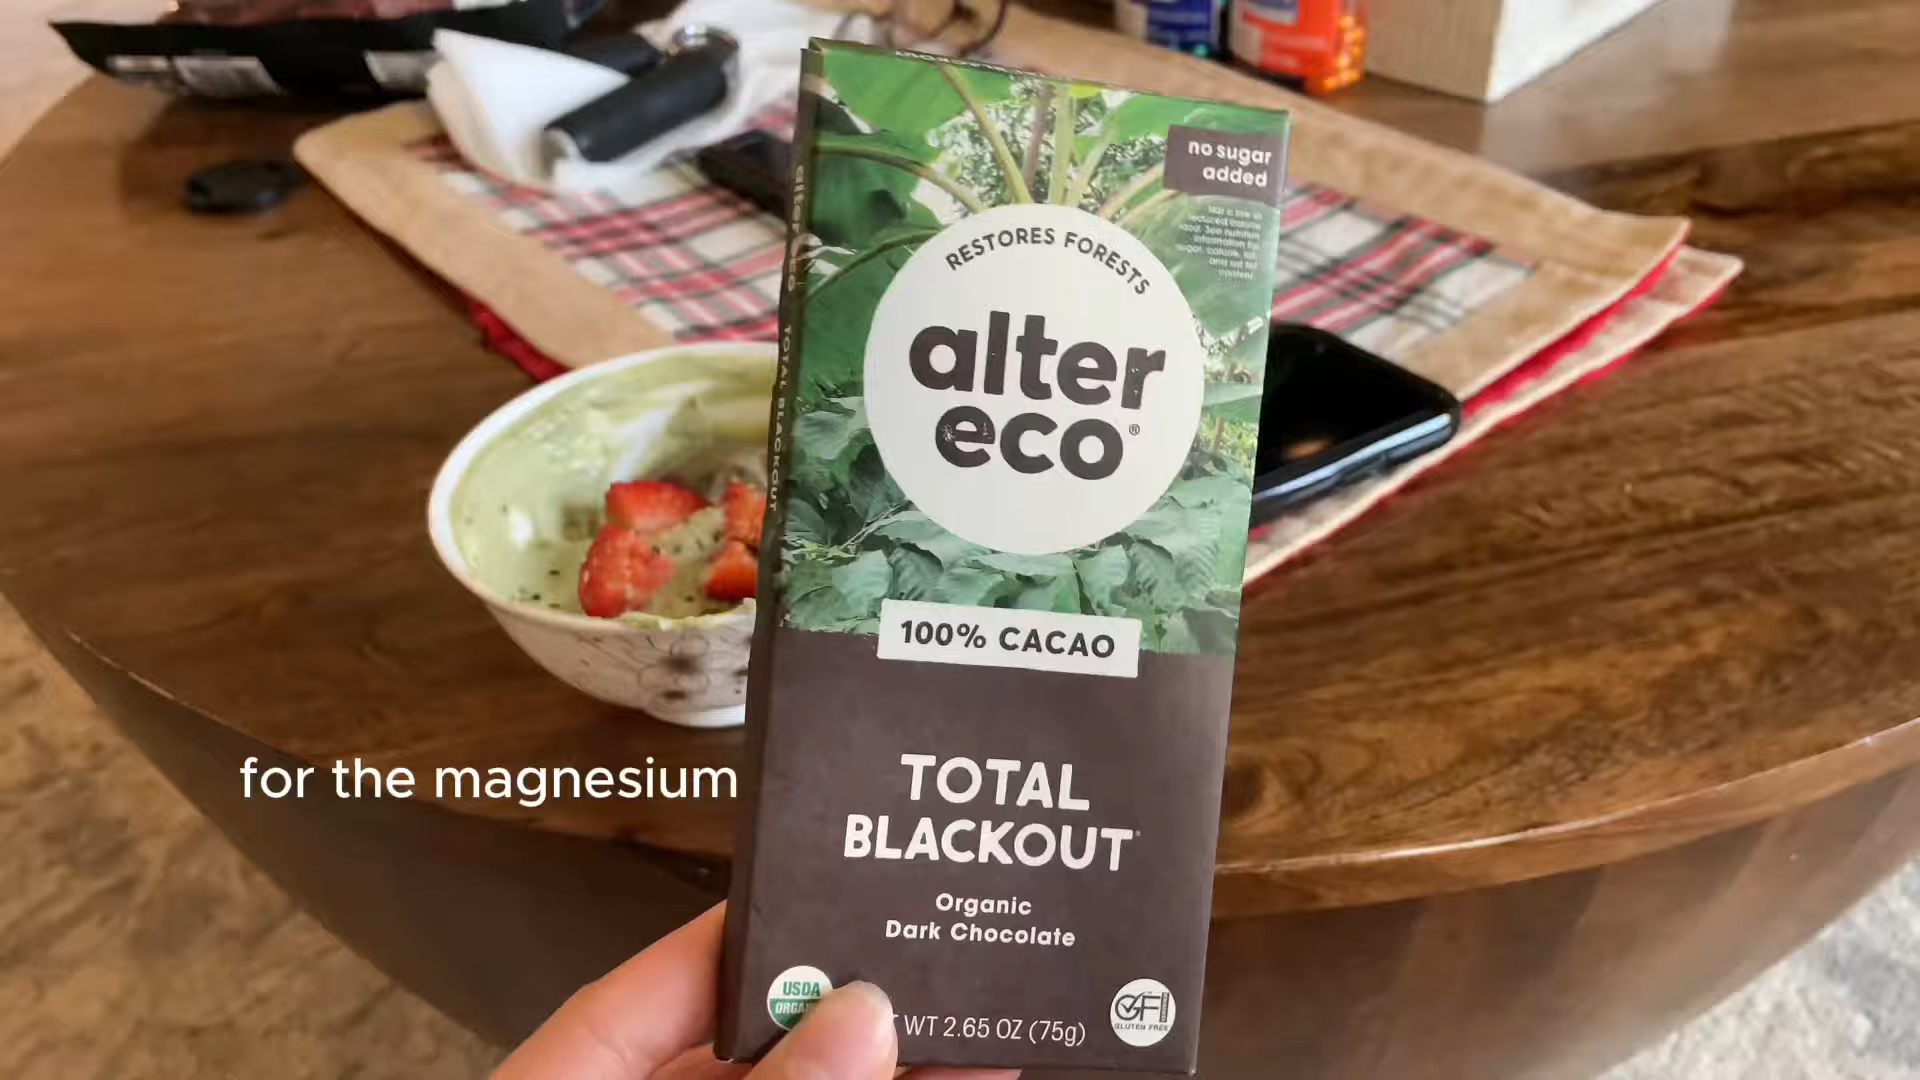 no sugar
added
RESTORES FORESTS
alter
eco®
100% CACAO
for the magnesium
TOTAL
BLACKOUT
Organic
Dark Chocolate
USDA
WT 2.65 OZ (75g)
GF
GLUTEN FREE
alter eco
TOTAL BLACKOUT